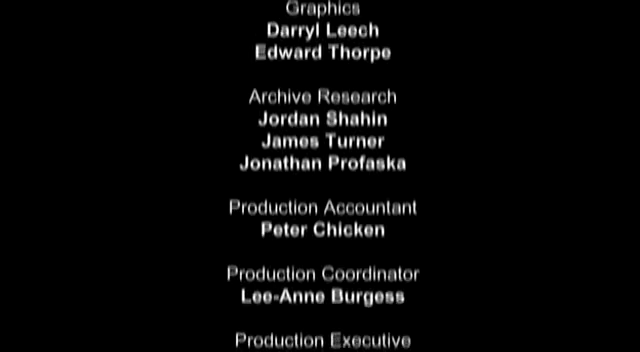 Graphics
Darryl Leech
Edward Thorpe
Archive Research
Jordan Shahin
James Turner
Jonathan Profaska
Production Accountant
Peter Chicken
Production Coordinator
Lee-Anne Burgess
Production Executive